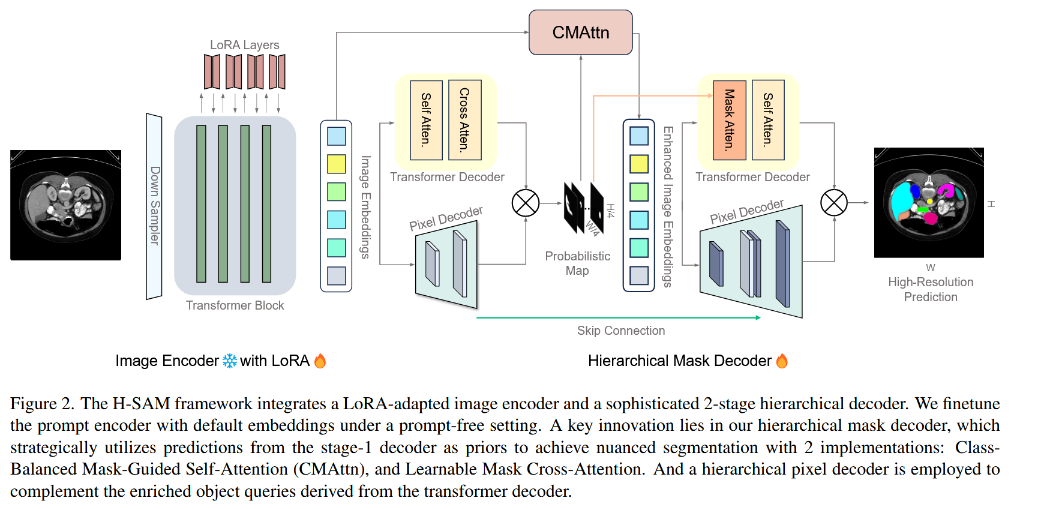 CMAttn
LoRA Layers
Down Sampler
Transformer Block
Image Embeddings
Self Atten.
Cross Atten.
Transformer Decoder
Pixel Decoder
H/4
W/4
Probabilistic
Map
Enhanced Image Embeddings
Mask Atten.
Self Atten.
Transformer Decoder
Pixel Decoder
H
W
High-Resolution
Prediction
Skip Connection
Image Encoder with LoRA
Hierarchical Mask Decoder
Figure 2. The H-SAM framework integrates a LoRA-adapted image encoder and a sophisticated 2-stage hierarchical decoder. We finetune
the prompt encoder with default embeddings under a prompt-free setting. A key innovation lies in our hierarchical mask decoder, which
strategically utilizes predictions from the stage-1 decoder as priors to achieve nuanced segmentation with 2 implementations: Class-
Balanced Mask-Guided Self-Attention (CMAttn), and Learnable Mask Cross-Attention. And a hierarchical pixel decoder is employed to
complement the enriched object queries derived from the transformer decoder.